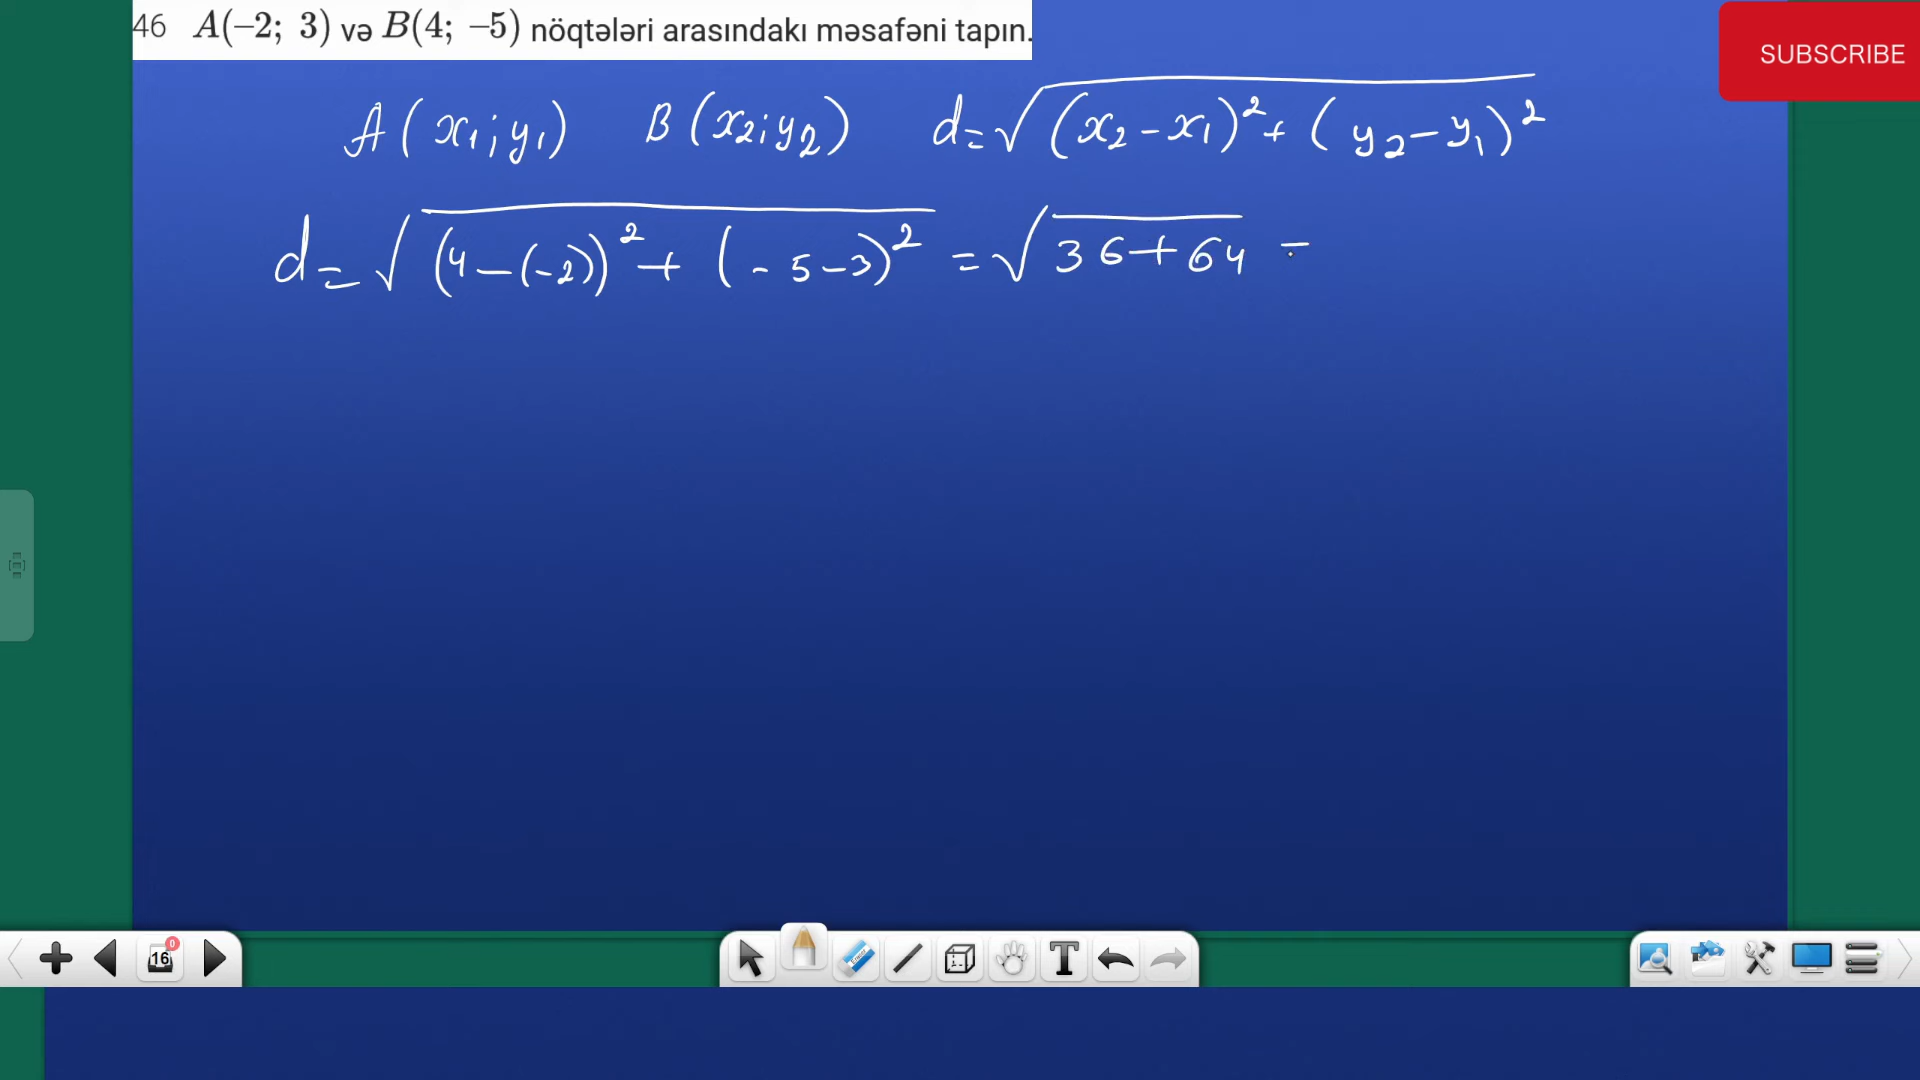 46 A(−2; 3) və B(4; −5) nöqtələri arasındakı məsafəni tapın.
SUBSCRIBE
A(x₁; y₁) B(x₂; y₂) d=√((x₂−x₁)²+(y₂−y₁)²)
d=√((4−(−2))²+(-5−3)²) = √(36+64) =
0
16
T